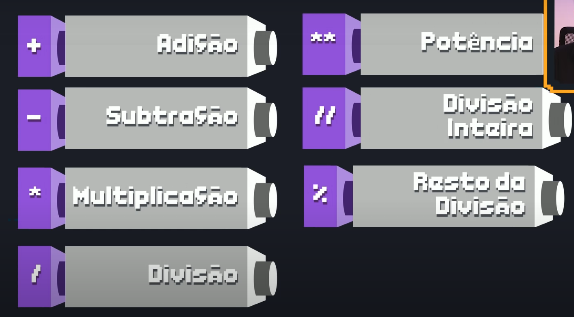 + Adição
- Subtração
* Multiplicação
/ Divisão
** Potência
// Divisão
Inteira
% Resto da
Divisão